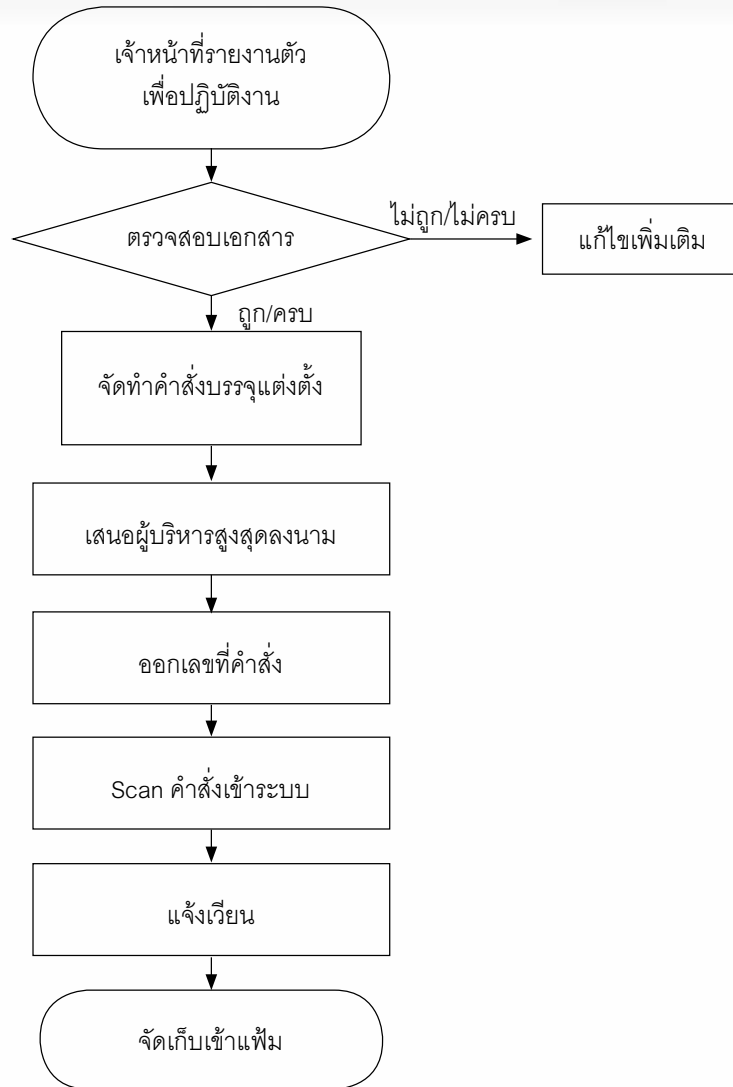 เจ้าหน้าที่รายงานตัว
เพื่อปฏิบัติงาน
ตรวจสอบเอกสาร
ไม่ถูก/ไม่ครบ
แก้ไขเพิ่มเติม
ถูก/ครบ
จัดทำคำสั่งบรรจุแต่งตั้ง
เสนอผู้บริหารสูงสุดลงนาม
ออกเลขที่คำสั่ง
Scan คำสั่งเข้าระบบ
แจ้งเวียน
จัดเก็บเข้าแฟ้ม